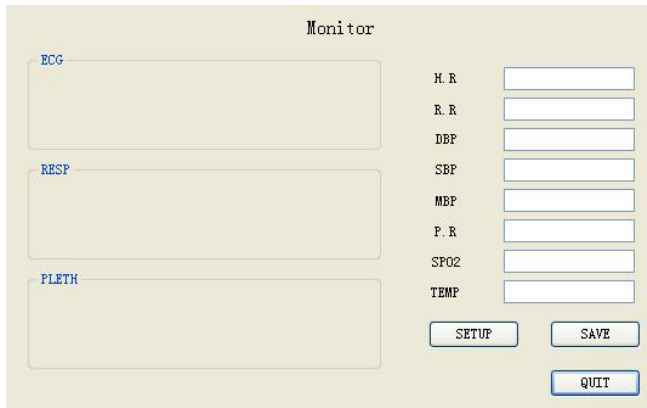 Monitor
ECG
RESP
PLETH
H.R
R.R
DBP
SBP
MBP
P.R
SPO2
TEMP
SETUP
SAVE
QUIT